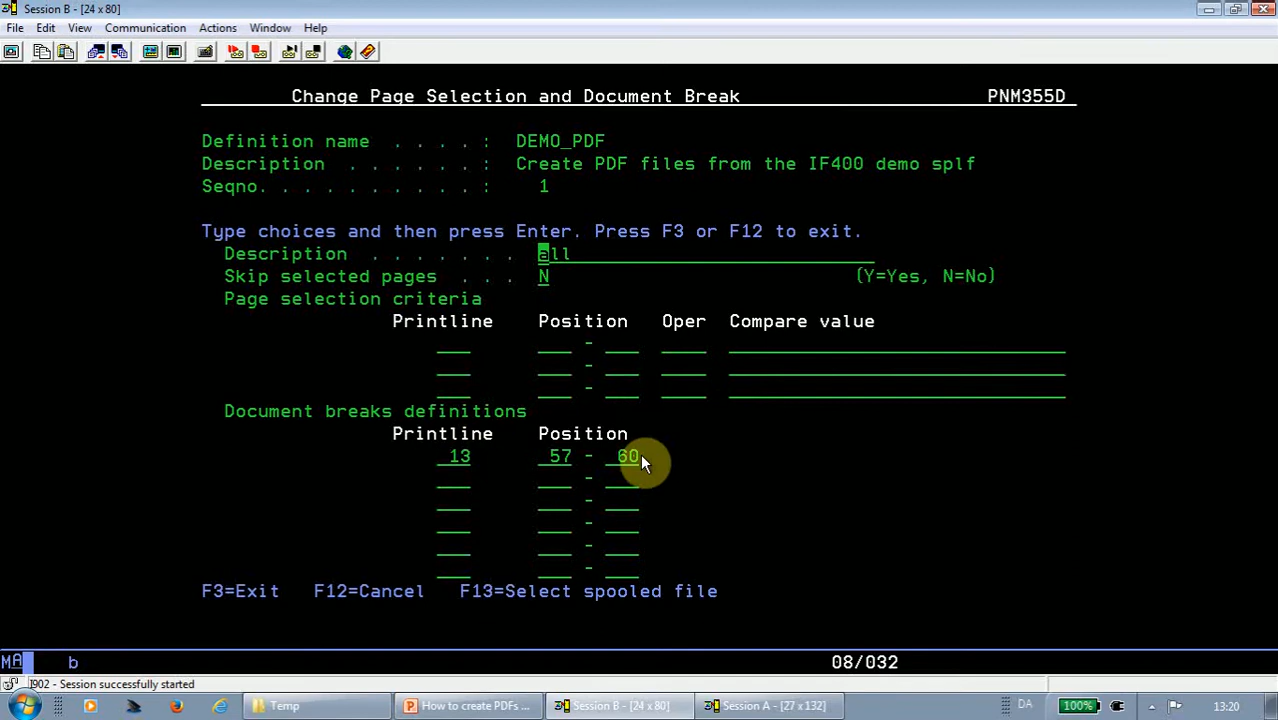 Session B - [24 x 80]
File Edit View Communication Actions Window Help
Change Page Selection and Document Break PNM355D
Definition name . . . . : DEMO_PDF
Description . . . . . . : Create PDF files from the IF400 demo splf
Seqno. . . . . . . . . . : 1
Type choices and then press Enter. Press F3 or F12 to exit.
Description . . . . . . . all
Skip selected pages . . . N (Y=Yes, N=No)
Page selection criteria
Printline Position Oper Compare value
-
-
-
Document breaks definitions
Printline Position
13 57 - 60
-
-
-
-
-
F3=Exit F12=Cancel F13=Select spooled file
MA b 08/032
I902 - Session successfully started
Temp How to create PDFs ... Session B - [24 x 80] Session A - [27 x 132] DA 100% 13:20